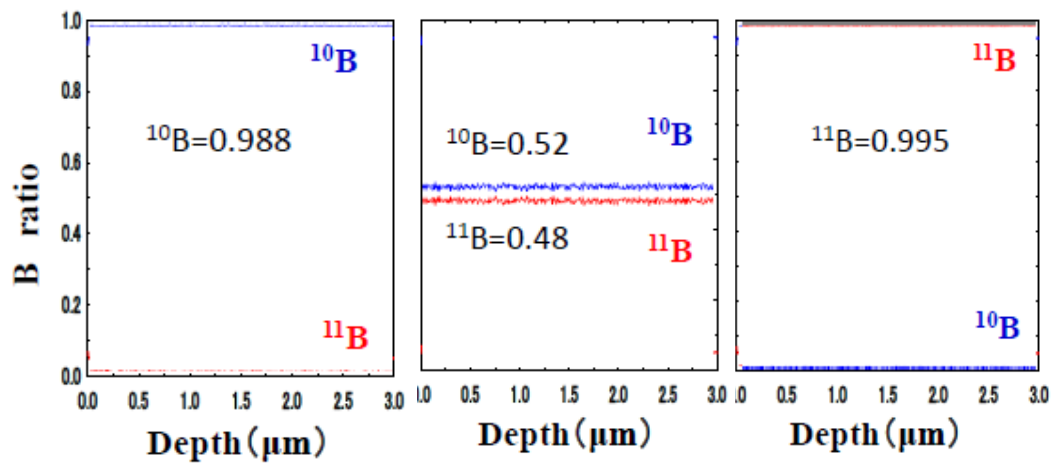 B ratio
1.0
0.8
0.6
0.4
0.2
0.0
¹⁰B
¹⁰B=0.988
¹¹B
0.0 0.5 1.0 1.5 2.0 2.5 3.0
Depth(μm)
¹⁰B=0.52
¹⁰B
¹¹B=0.48
¹¹B
.0 0.5 1.0 1.5 2.0 2.5 3.0
Depth(μm)
¹¹B
¹¹B=0.995
¹⁰B
.0 0.5 1.0 1.5 2.0 2.5 3.0
Depth(μm)